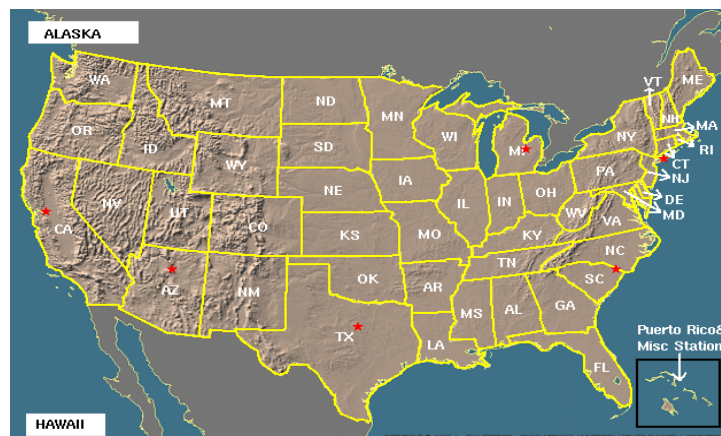 ALASKA
WA
MT
ND
MN
VT
ME
OR
ID
WY
SD
WI
MI
NY
NH
MA
RI
CT
NJ
NE
IA
IL
IN
OH
PA
DE
MD
CA
NV
UT
CO
KS
MO
KY
WV
VA
AZ
NM
OK
AR
TN
NC
SC
TX
LA
MS
AL
GA
FL
Puerto Rico&
Misc Station
HAWAII